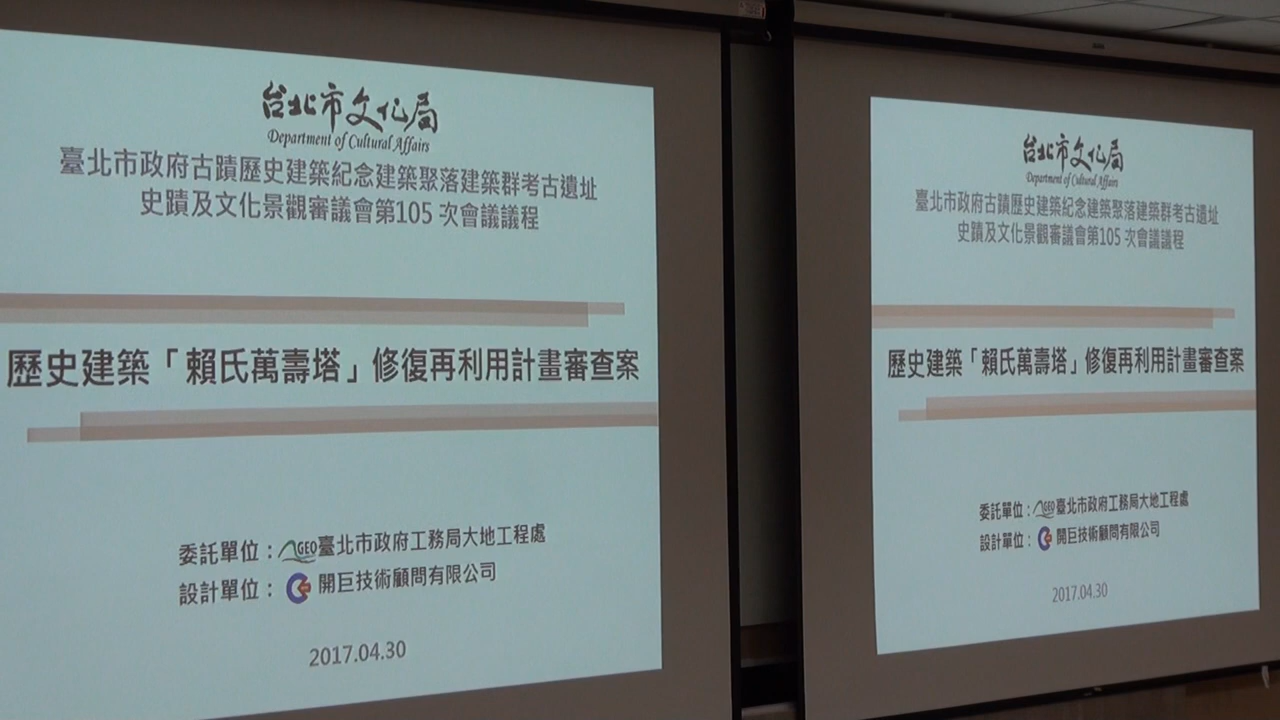 台北市文化局
Department of Cultural Affairs
臺北市政府古蹟歷史建築紀念建築聚落建築群考古遺址
史蹟及文化景觀審議會第105 次會議議程
歷史建築「賴氏萬壽塔」修復再利用計畫審查案
委託單位：GEO臺北市政府工務局大地工程處
設計單位：開巨技術顧問有限公司
2017.04.30
台北市文化局
Department of Cultural Affairs
臺北市政府古蹟歷史建築紀念建築聚落建築群考古遺址
史蹟及文化景觀審議會第105 次會議議程
歷史建築「賴氏萬壽塔」修復再利用計畫審查案
委託單位：GEO臺北市政府工務局大地工程處
設計單位：開巨技術顧問有限公司
2017.04.30